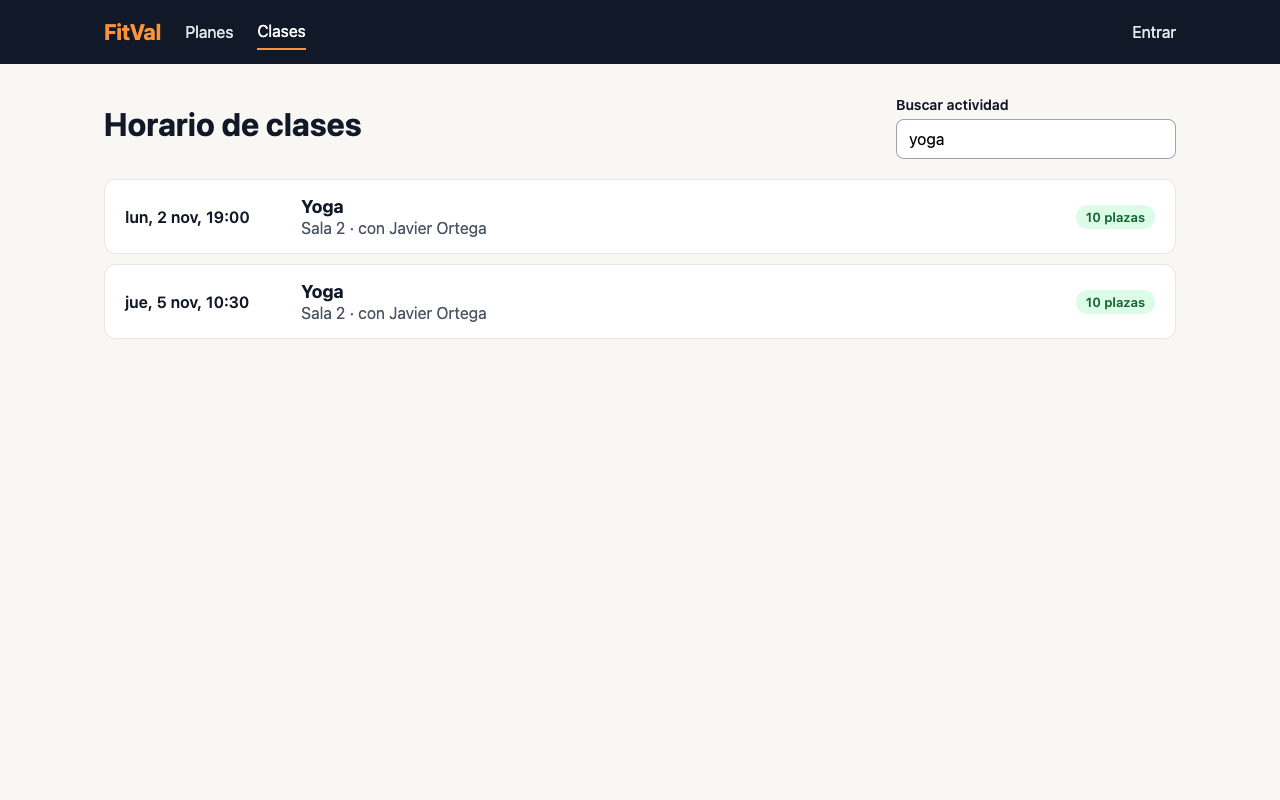 FitVal Planes Clases Entrar
Horario de clases
Buscar actividad
yoga
lun, 2 nov, 19:00
Yoga
Sala 2 · con Javier Ortega
10 plazas
jue, 5 nov, 10:30
Yoga
Sala 2 · con Javier Ortega
10 plazas